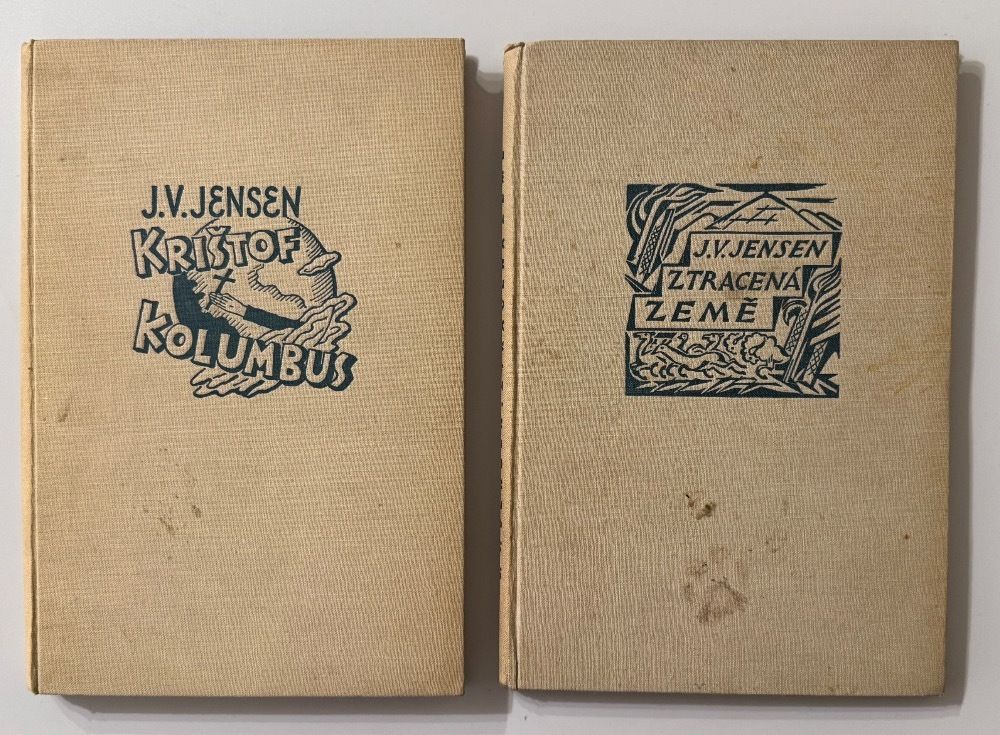 J.V.JENSEN
KRIŠTOF
KOLUMBUS
J.V.JENSEN
ZTRACENÁ
ZEMĚ